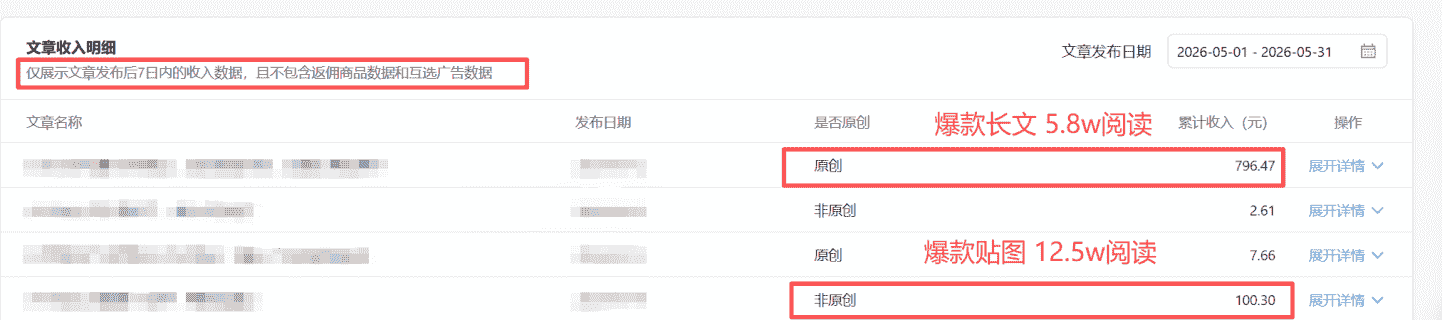 文章收入明细
仅展示文章发布后7日内的收入数据，且不包含返佣商品数据和互选广告数据
文章发布日期 2026-05-01 - 2026-05-31
文章名称 发布日期 是否原创 爆款长文 5.8w阅读 累计收入（元） 操作
原创 796.47 展开详情
非原创 2.61 展开详情
原创 爆款贴图 12.5w阅读 7.66 展开详情
非原创 100.30 展开详情